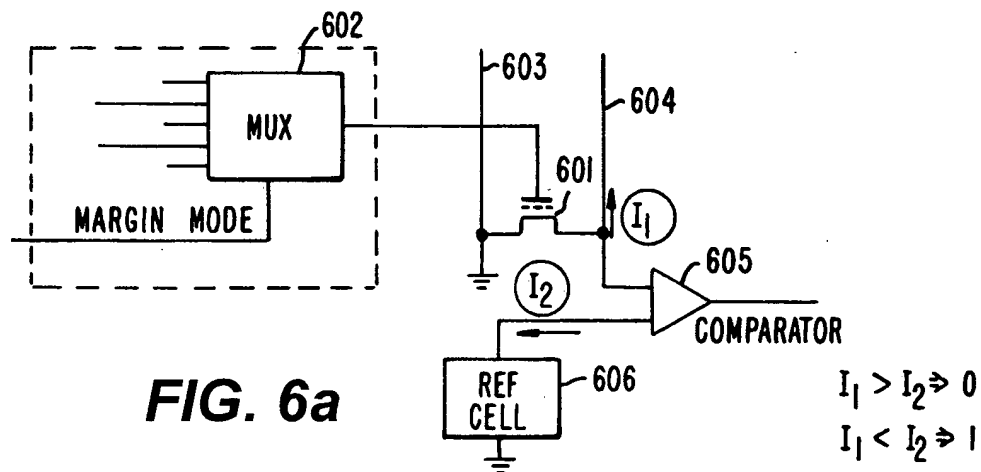 602
603
604
MUX
601
MARGIN MODE
I₁
605
I₂
COMPARATOR
REF
CELL
606
FIG. 6a
I₁ > I₂ ⇒ 0
I₁ < I₂ ⇒ 1